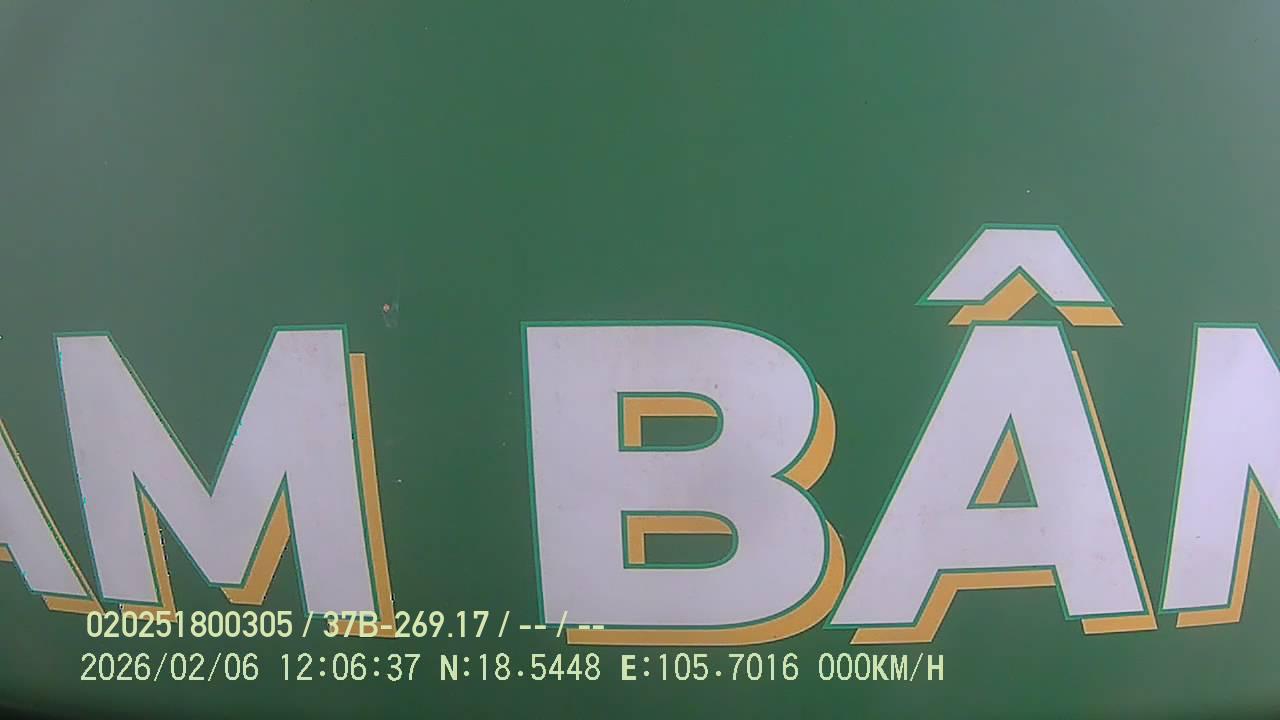 AM BÂN
020251800305 / 37B-269.17 / -- / --
2026/02/06 12:06:37 N:18.5448 E:105.7016 000KM/H